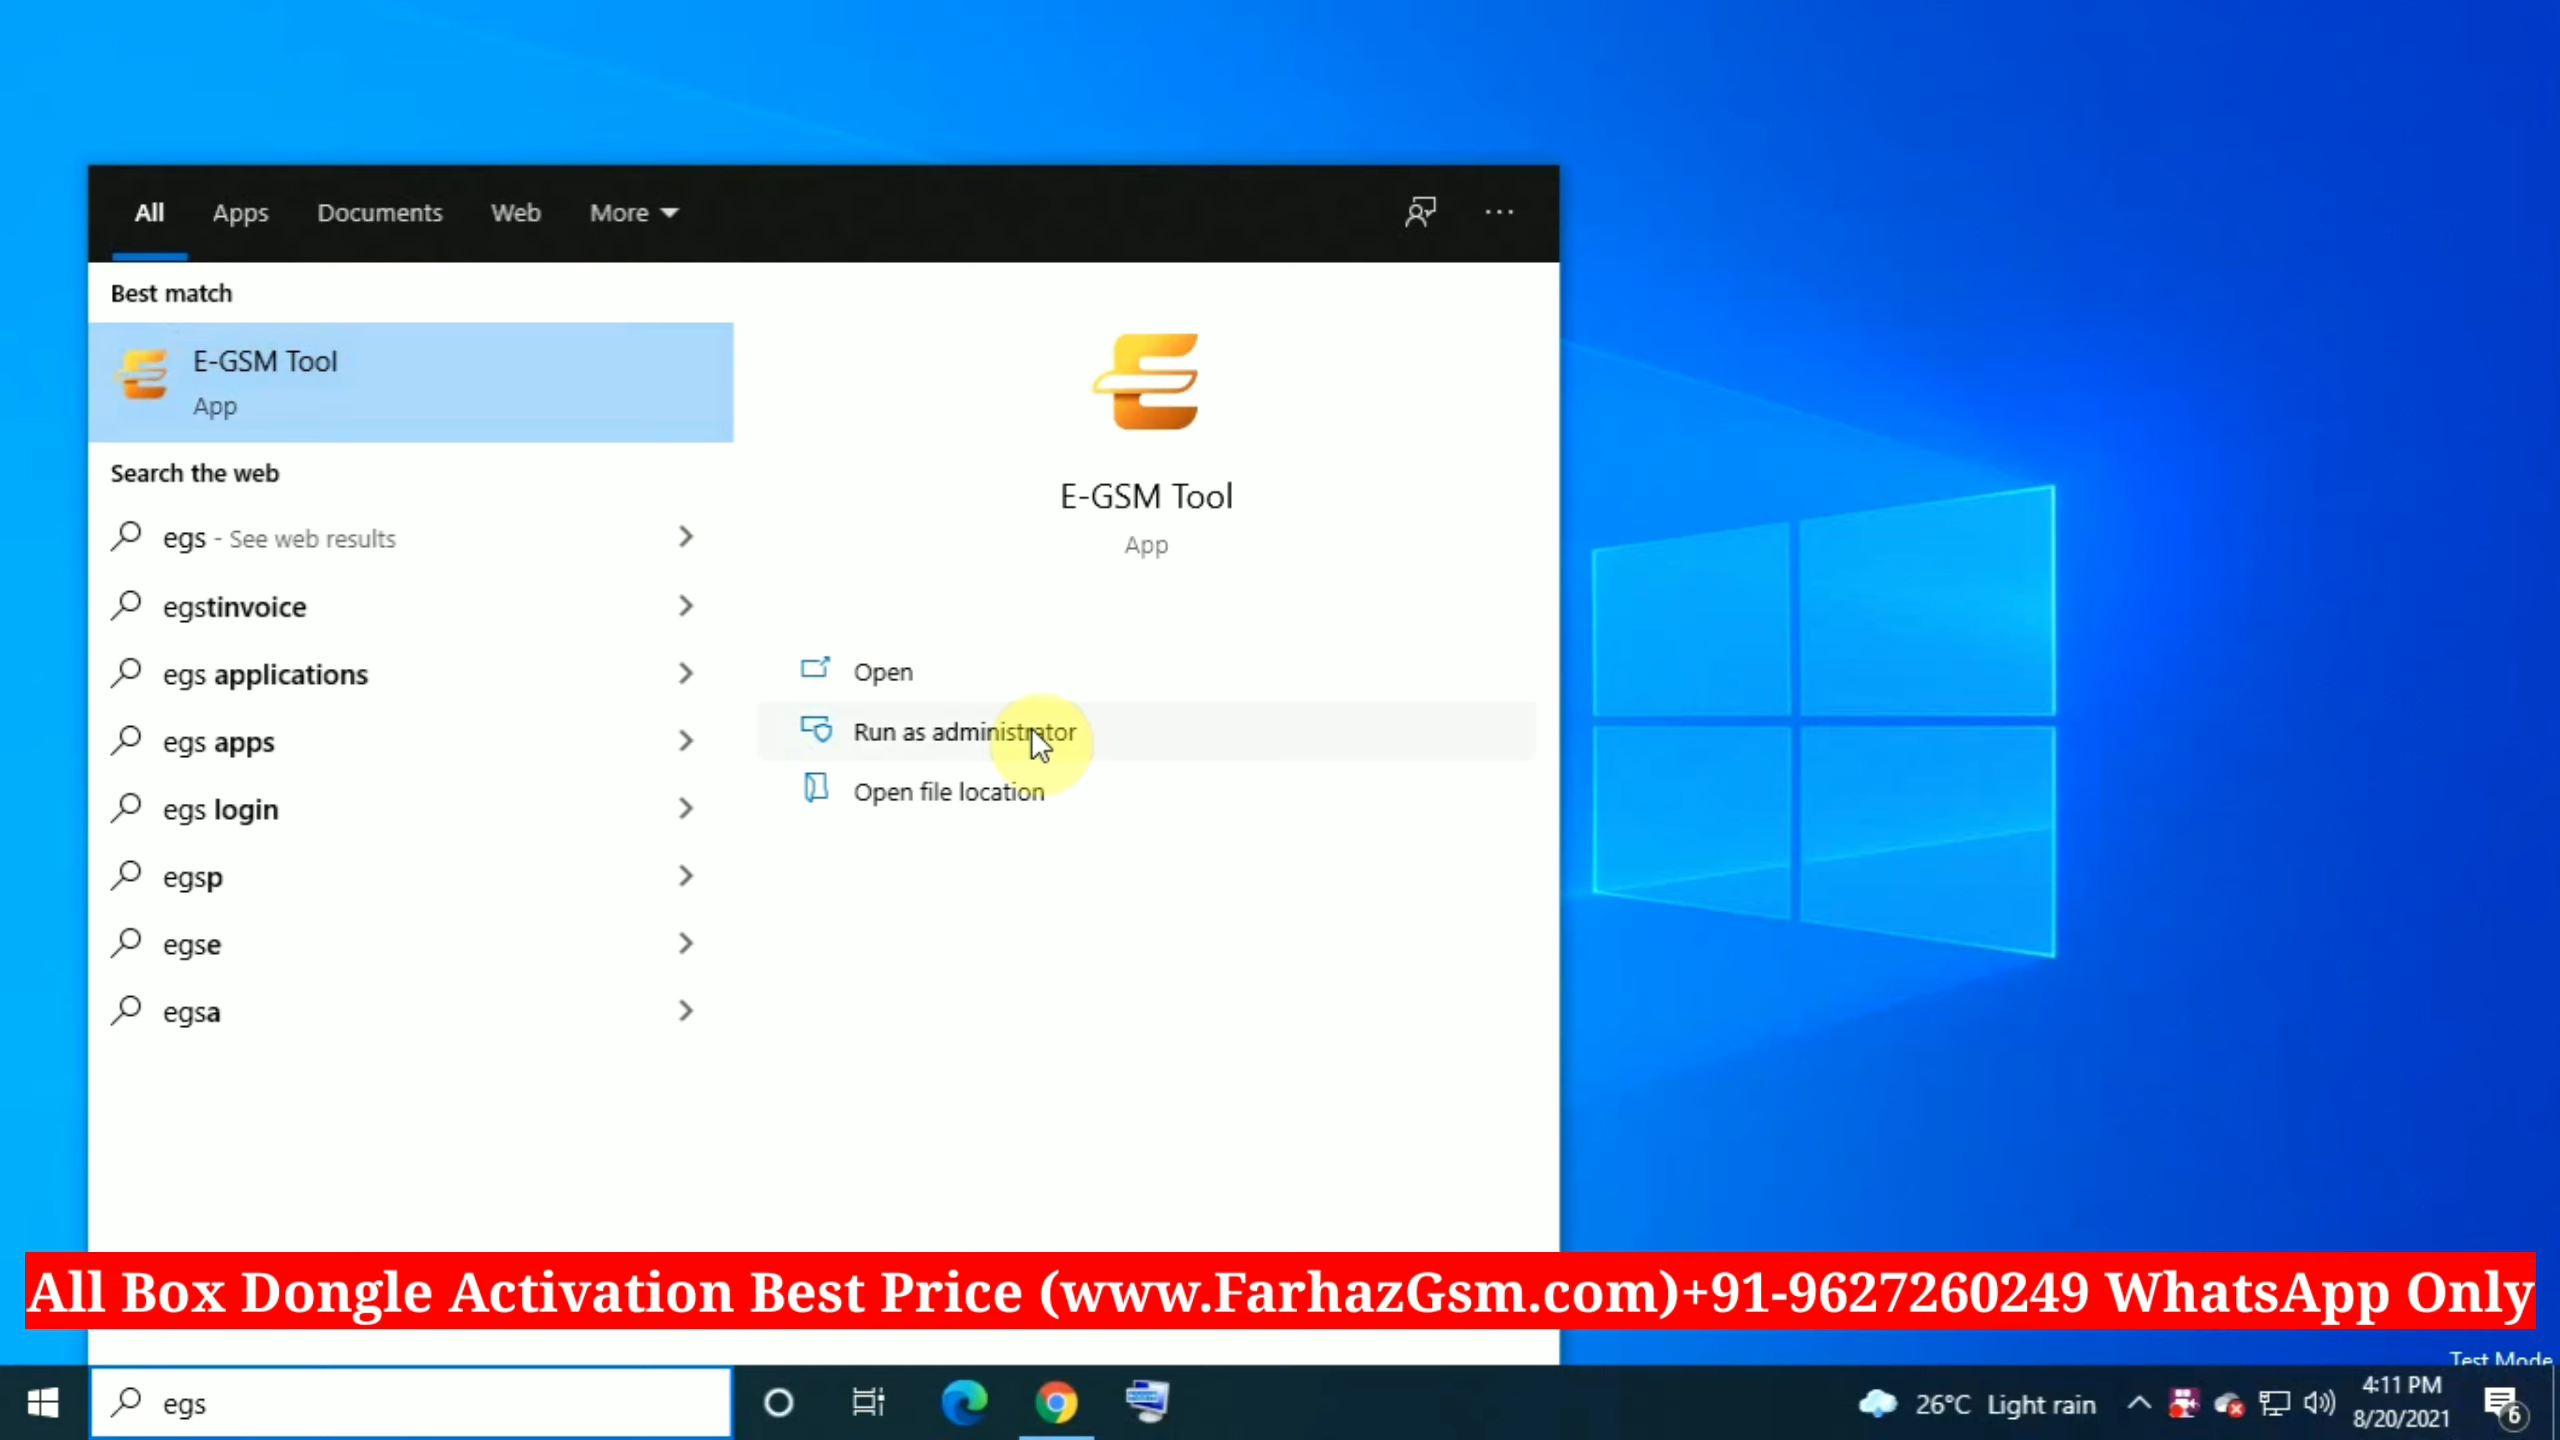 All Apps Documents Web More
Best match
E-GSM Tool
App
Search the web
egs - See web results
egstinvoice
egs applications
egs apps
egs login
egsp
egse
egsa
E-GSM Tool
App
Open
Run as administrator
Open file location
All Box Dongle Activation Best Price (www.FarhazGsm.com)+91-9627260249 WhatsApp Only
Test Mode
egs
26°C Light rain
4:11 PM
8/20/2021
6